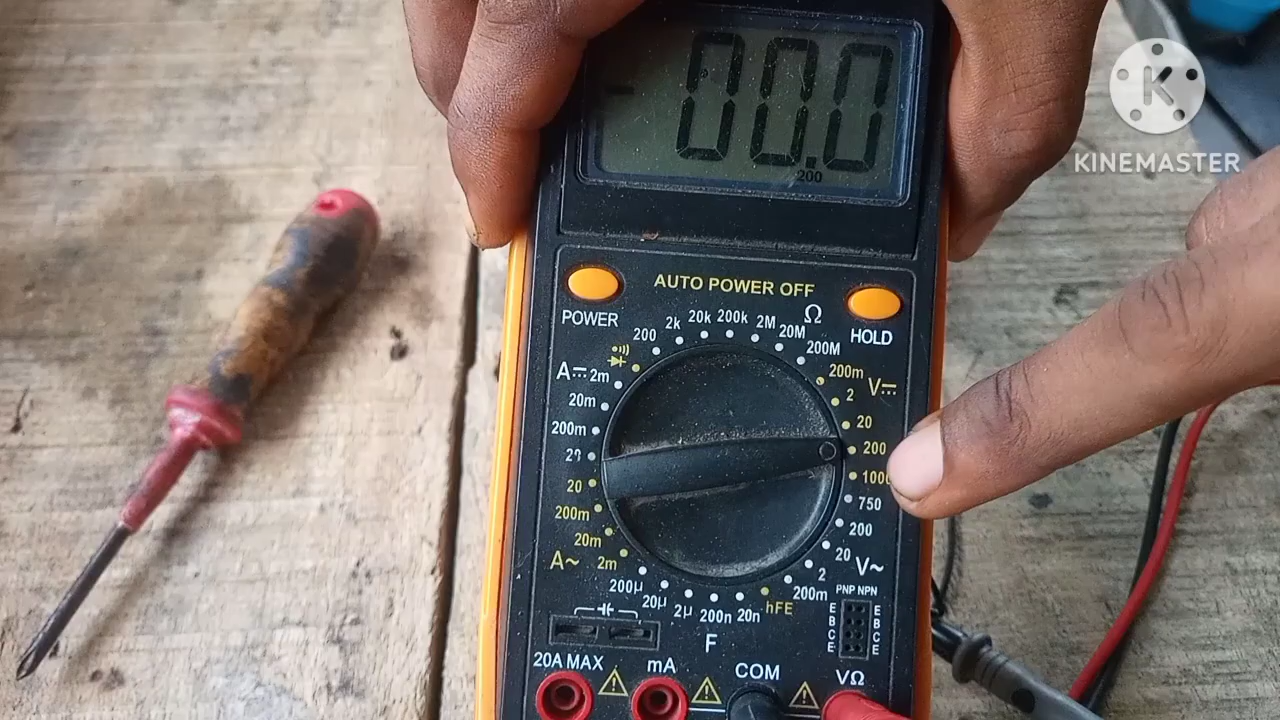 - 00.0
200
KINEMASTER
AUTO POWER OFF
POWER
HOLD
Ω
200 2k 20k 200k 2M 20M 200M
A⎓ 2m
20m
200m
20
200m
20m
2m
A~
200m V⎓
2
20
200
1000
750
200
20
V~
2
200m
200µ 20µ 2µ 200n 20n hFE
F
PNP NPN
E E
B B
C C
E E
20A MAX mA COM VΩ